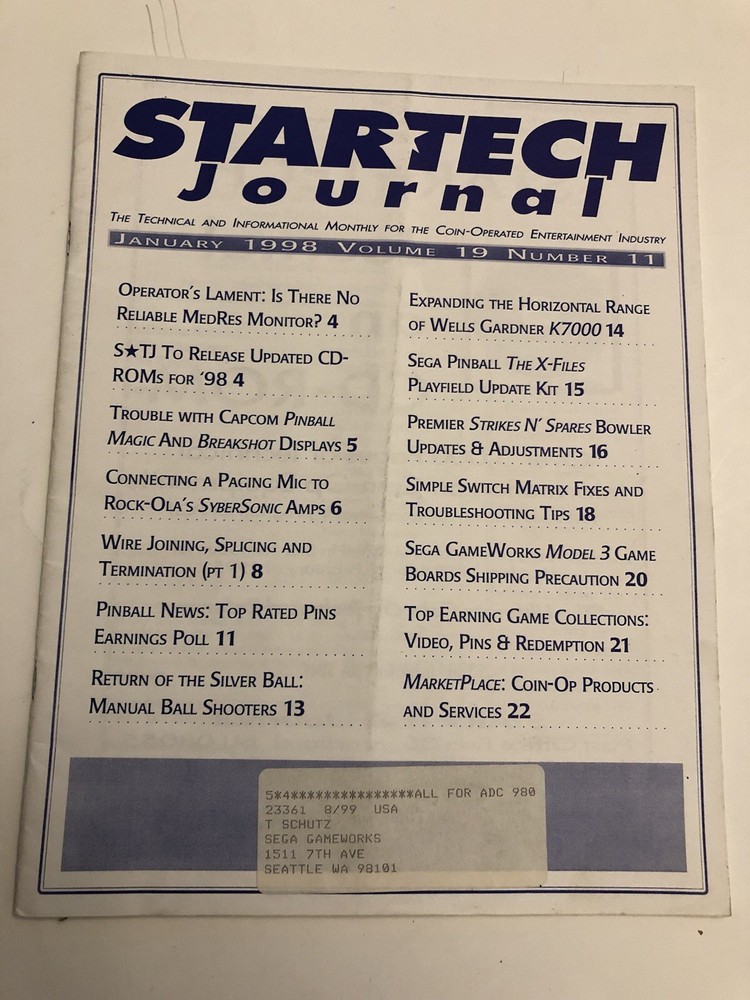 STARTECH
Journal
The Technical and Informational Monthly for the Coin-Operated Entertainment Industry
January 1998 Volume 19 Number 11
Operator's Lament: Is There No
Reliable MedRes Monitor? 4
S★TJ To Release Updated CD-
ROMs for '98 4
Trouble with Capcom Pinball
Magic And Breakshot Displays 5
Connecting a Paging Mic to
Rock-Ola's SyberSonic Amps 6
Wire Joining, Splicing and
Termination (pt 1) 8
Pinball News: Top Rated Pins
Earnings Poll 11
Return of the Silver Ball:
Manual Ball Shooters 13
Expanding the Horizontal Range
of Wells Gardner K7000 14
Sega Pinball The X-Files
Playfield Update Kit 15
Premier Strikes N' Spares Bowler
Updates & Adjustments 16
Simple Switch Matrix Fixes and
Troubleshooting Tips 18
Sega GameWorks Model 3 Game
Boards Shipping Precaution 20
Top Earning Game Collections:
Video, Pins & Redemption 21
MarketPlace: Coin-Op Products
and Services 22
5*4***************ALL FOR ADC 980
23361 8/99 USA
T SCHUTZ
SEGA GAMEWORKS
1511 7TH AVE
SEATTLE WA 98101